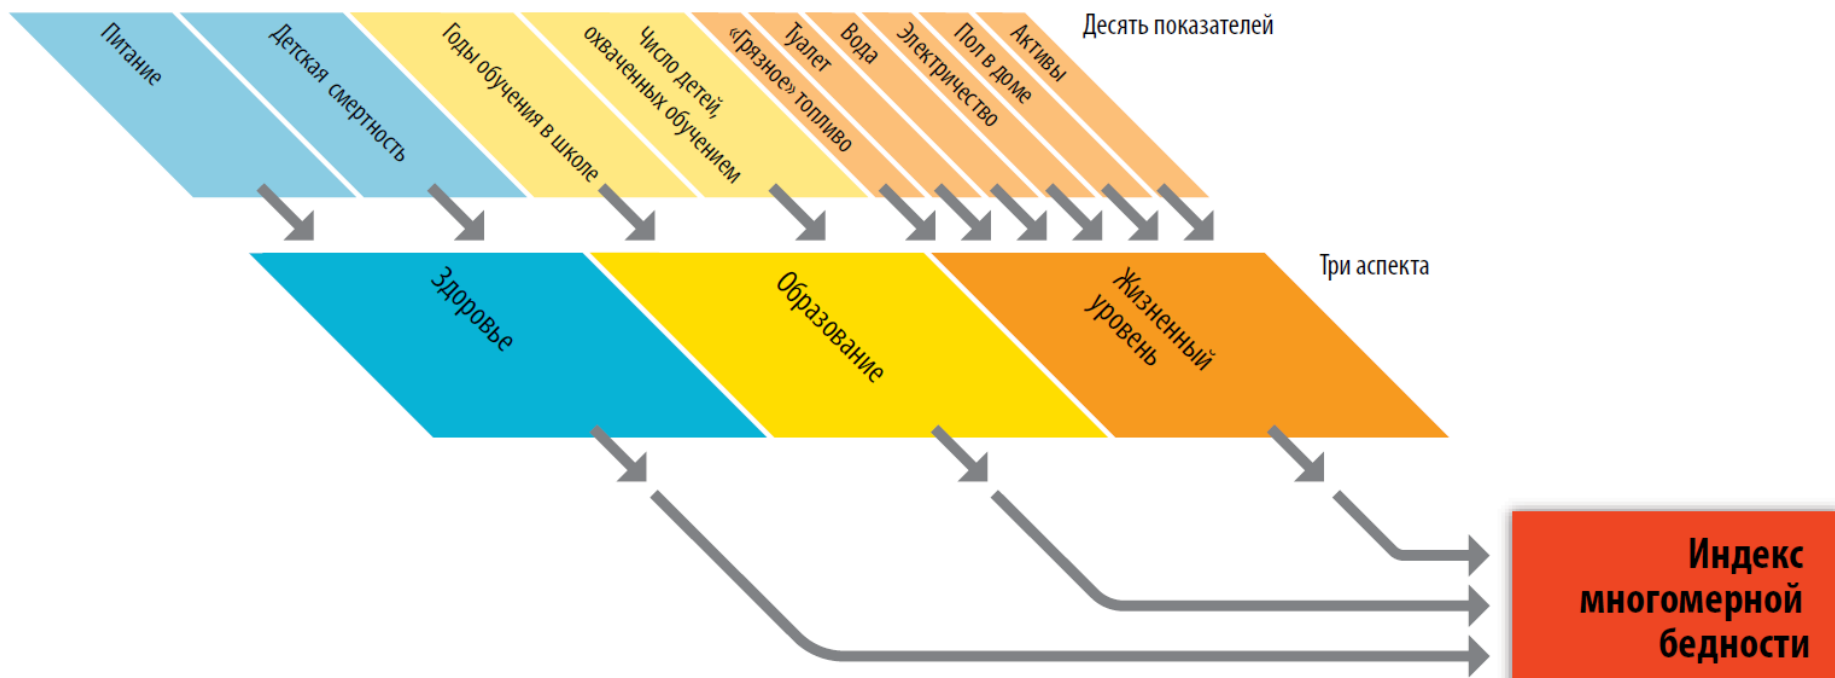 Питание
Детская смертность
Годы обучения в школе
Число детей,
охваченных обучением
«Грязное» топливо
Туалет
Вода
Электричество
Пол в доме
Активы
Десять показателей
Здоровье
Образование
Жизненный
уровень
Три аспекта
Индекс
многомерной
бедности